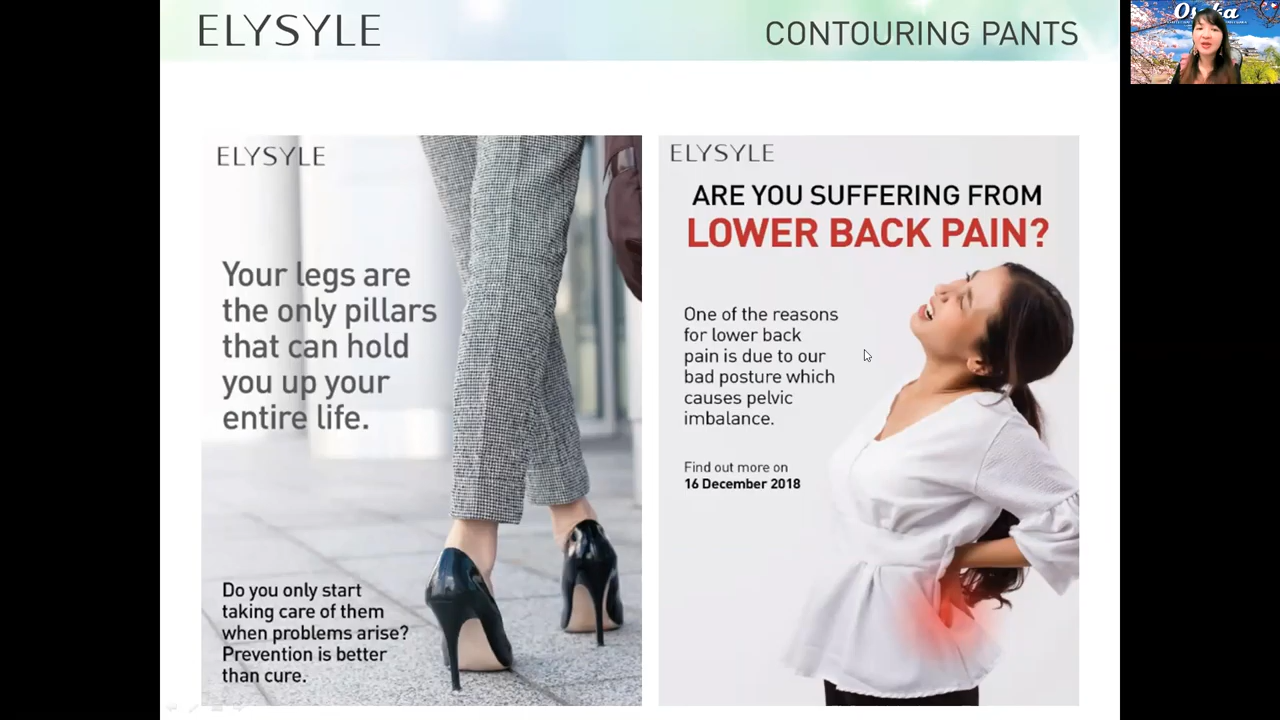 ELYSYLE
CONTOURING PANTS
ELYSYLE
Your legs are
the only pillars
that can hold
you up your
entire life.
Do you only start
taking care of them
when problems arise?
Prevention is better
than cure.
ELYSYLE
ARE YOU SUFFERING FROM
LOWER BACK PAIN?
One of the reasons
for lower back
pain is due to our
bad posture which
causes pelvic
imbalance.
Find out more on
16 December 2018